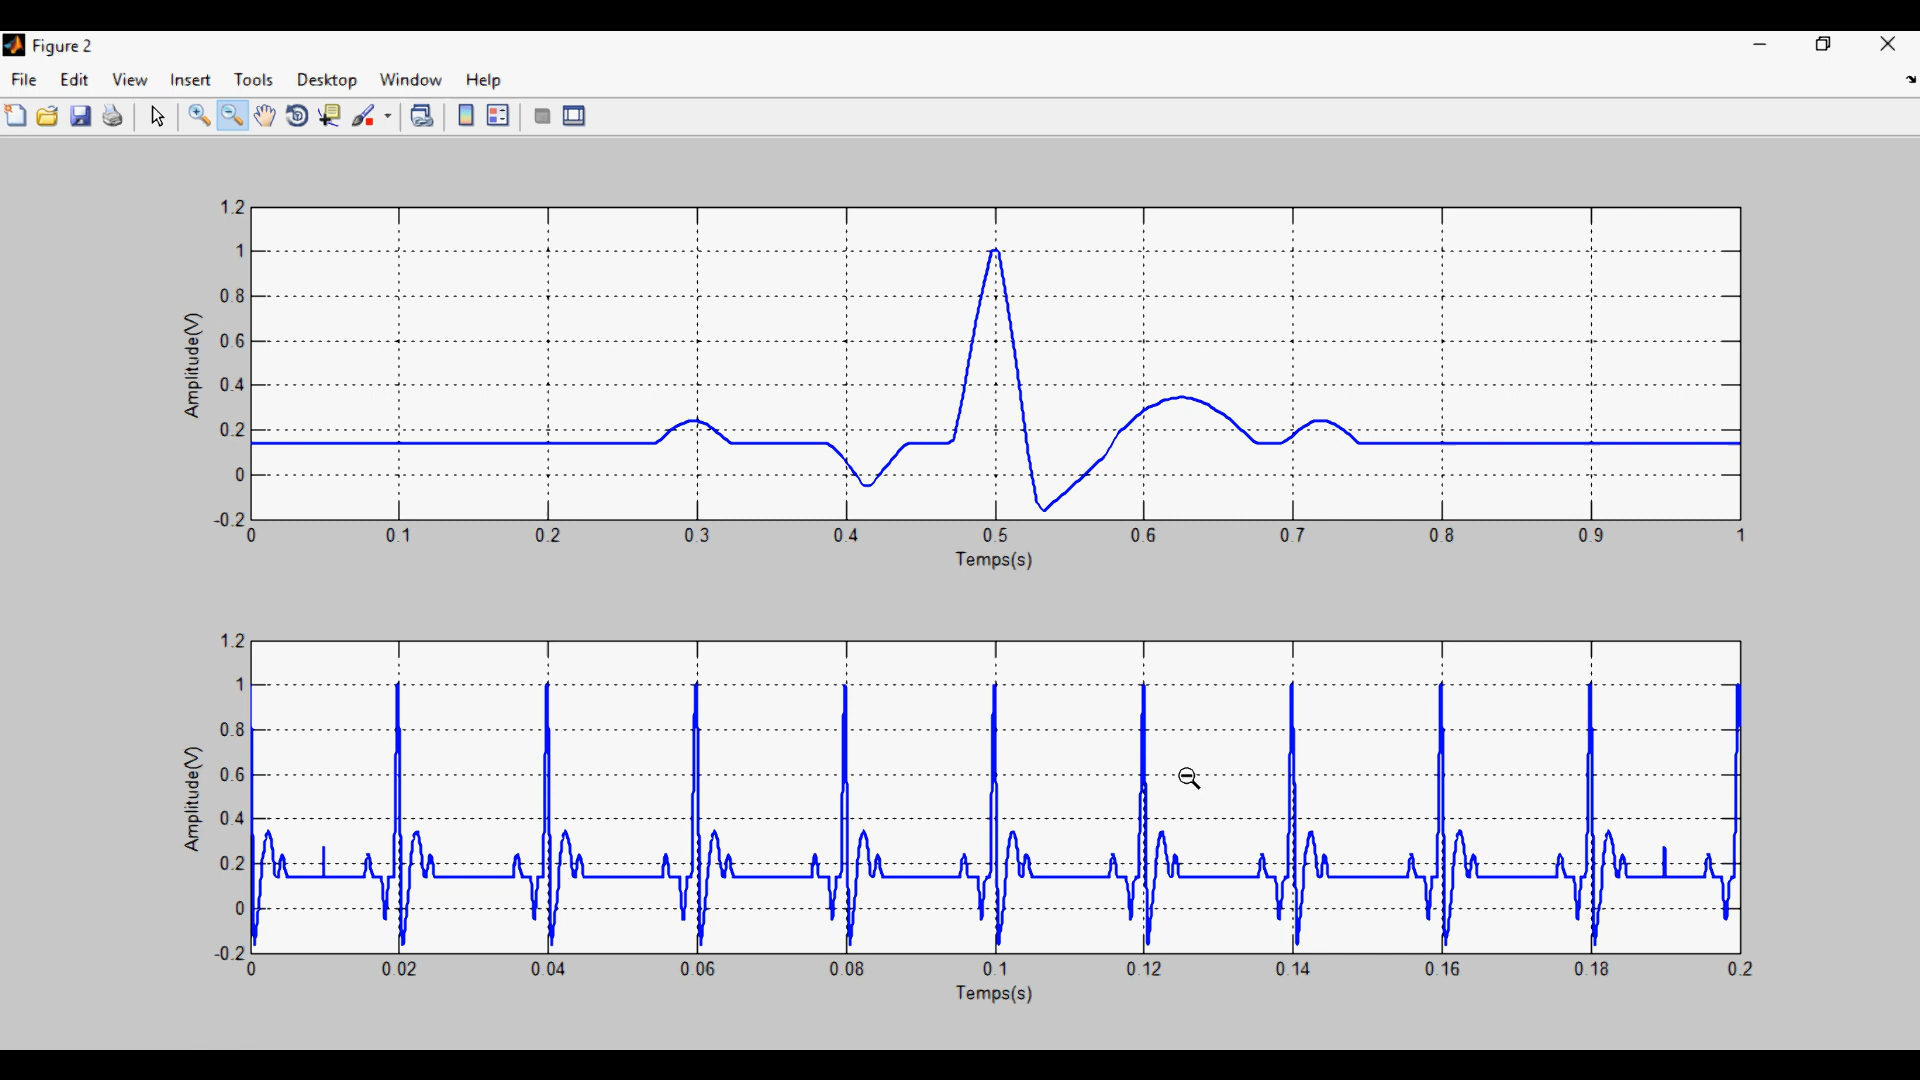 Figure 2
File Edit View Insert Tools Desktop Window Help
1.2
1
0.8
0.6
0.4
0.2
0
-0.2
Amplitude(V)
0 0.1 0.2 0.3 0.4 0.5 0.6 0.7 0.8 0.9 1
Temps(s)
1.2
1
0.8
0.6
0.4
0.2
0
-0.2
Amplitude(V)
0 0.02 0.04 0.06 0.08 0.1 0.12 0.14 0.16 0.18 0.2
Temps(s)